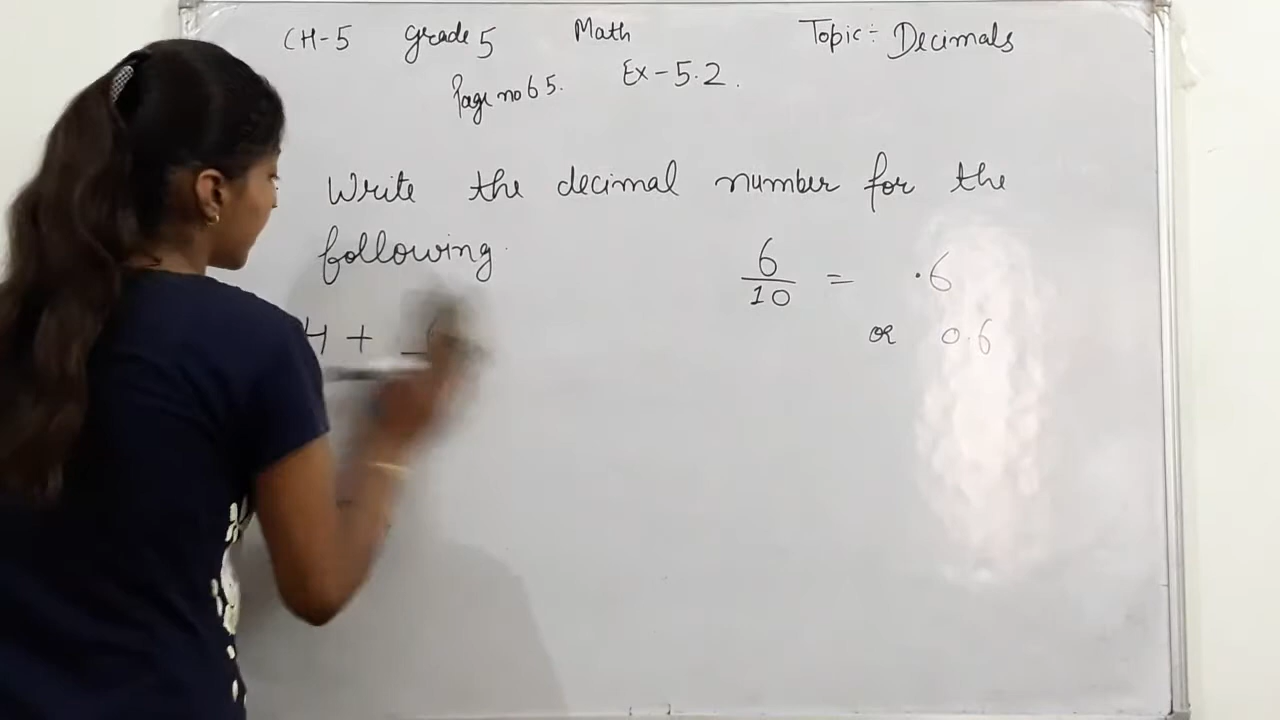 CH-5 Grade 5 Math Topic:- Decimals
Page no 65. Ex-5.2.
Write the decimal number for the
following.
6/10 = .6
or 0.6
4 +